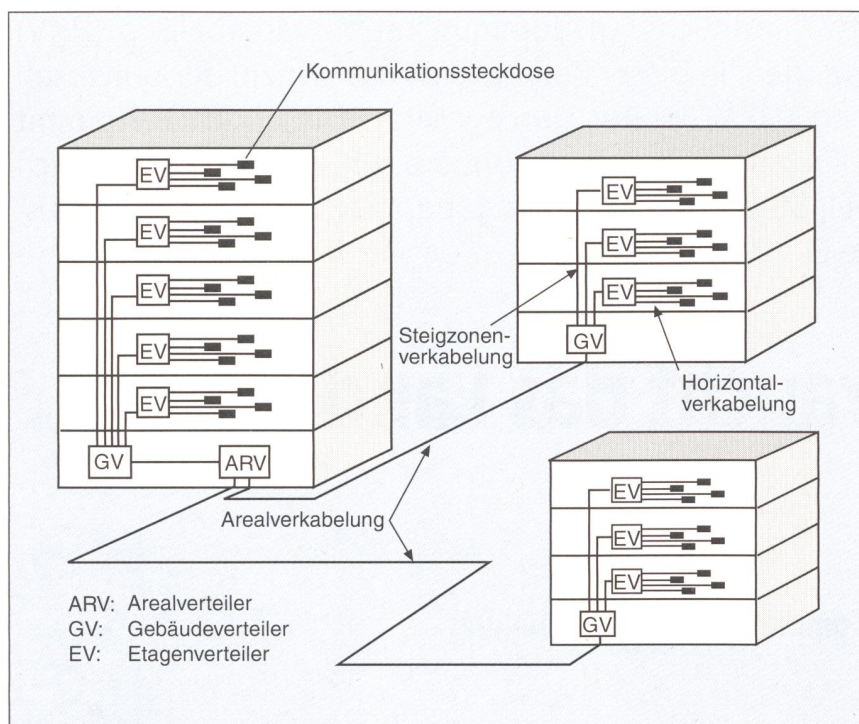 Kommunikationssteckdose
EV
EV
EV
EV
EV
GV
ARV
EV
EV
EV
GV
Steigzonen-
verkabelung
Horizontal-
verkabelung
Arealverkabelung
EV
EV
EV
GV
ARV: Arealverteiler
GV: Gebäudeverteiler
EV: Etagenverteiler